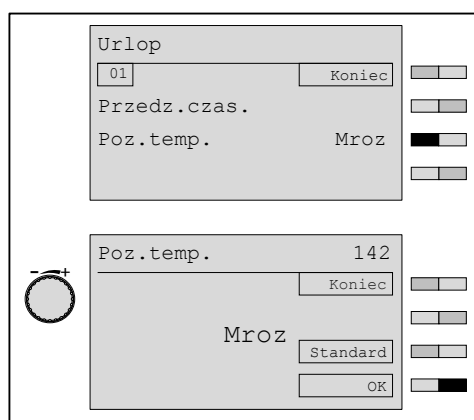 Urlop
01 Koniec
Przedz.czas.
Poz.temp. Mroz
Poz.temp. 142
- +
Koniec
Mroz
Standard
OK